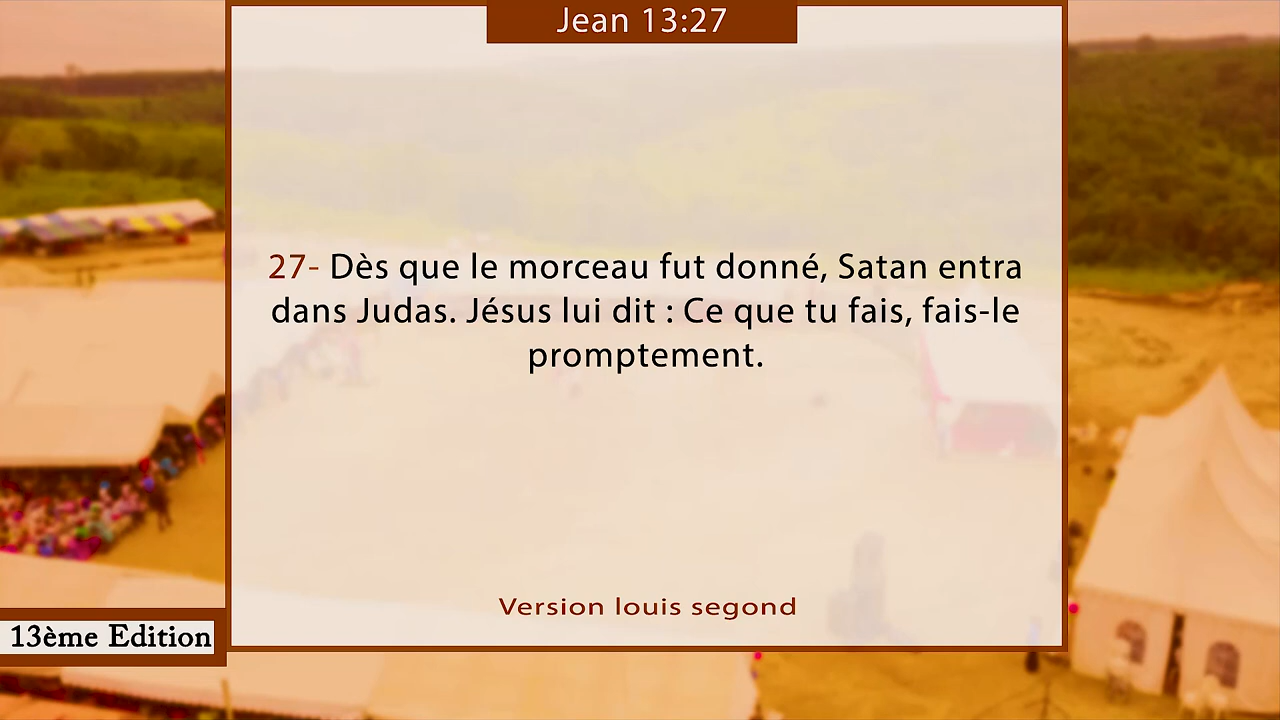 Jean 13:27
27- Dès que le morceau fut donné, Satan entra
dans Judas. Jésus lui dit : Ce que tu fais, fais-le
promptement.
Version louis segond
13ème Edition